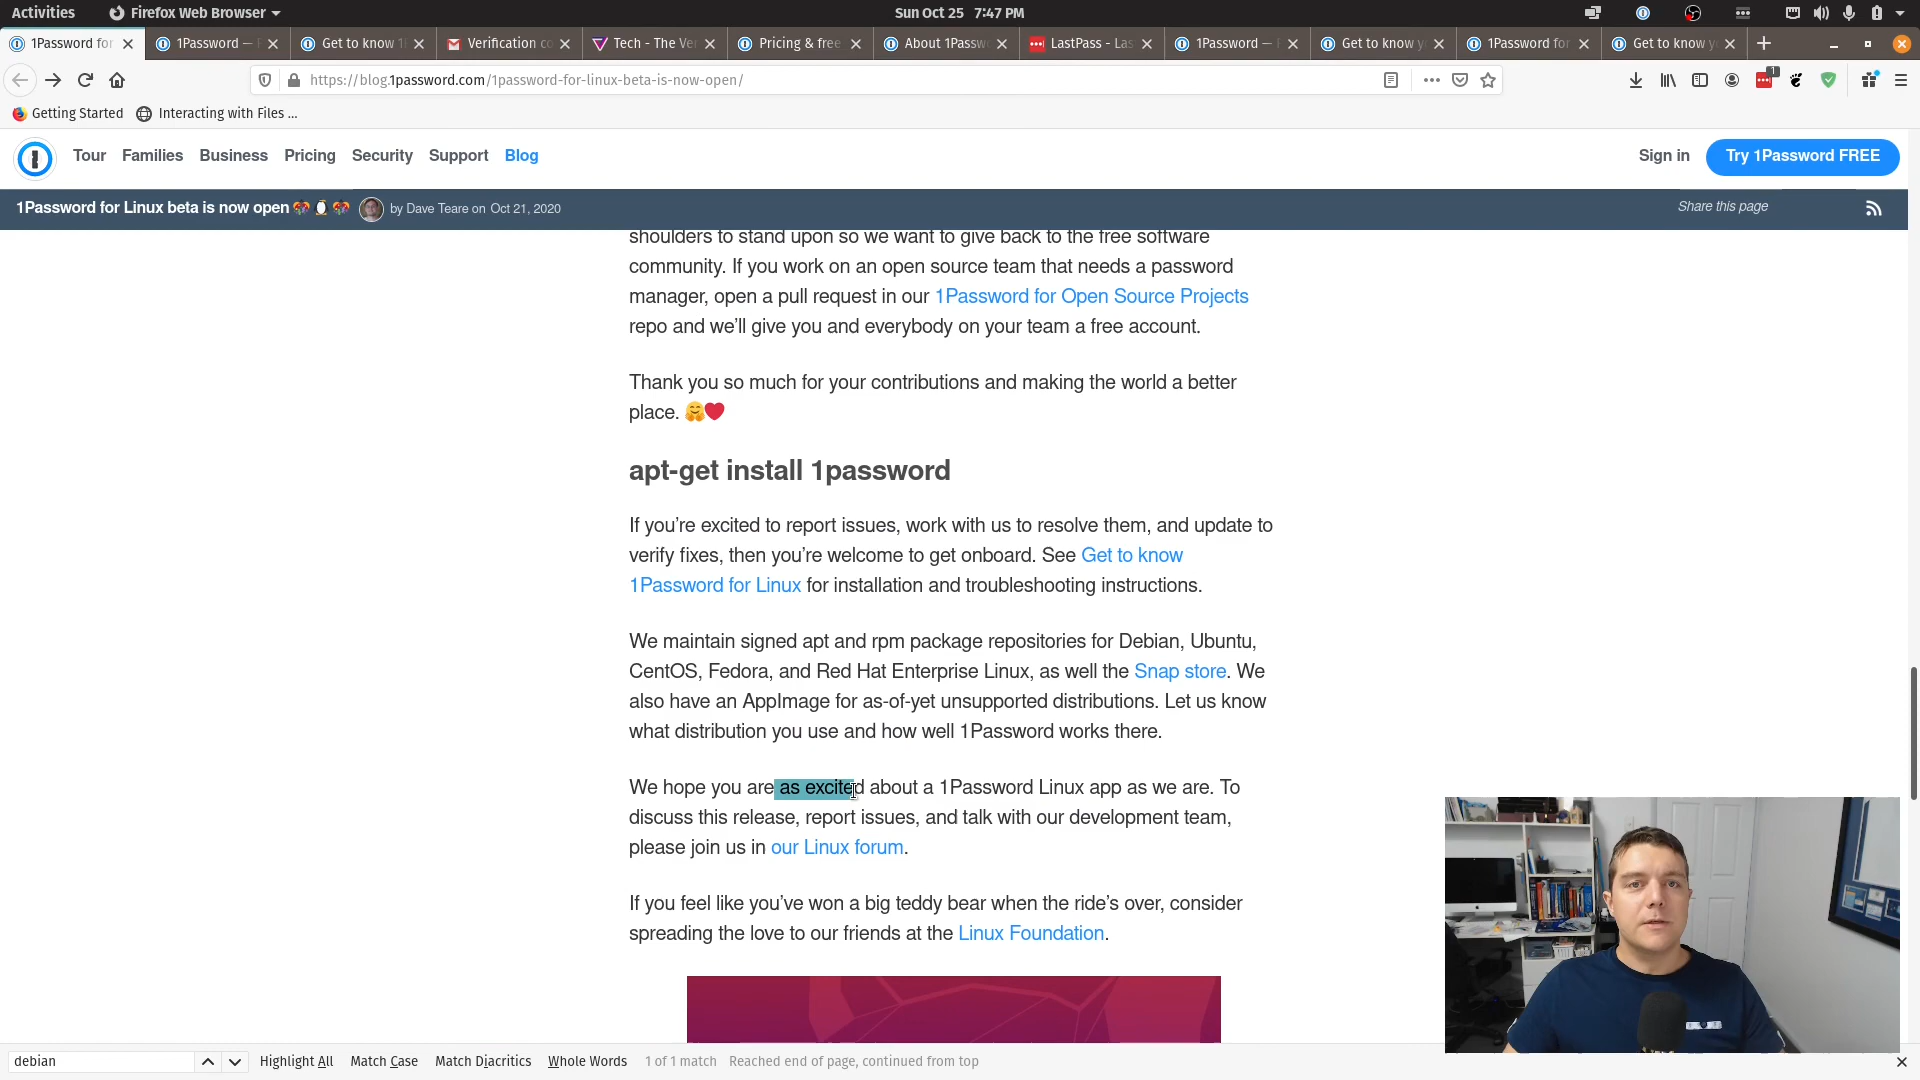 Activities
Firefox Web Browser
Sun Oct 25 7:47 PM
1Password for
1Password —
Get to know 1
Verification co
Tech - The Ver
Pricing & free
About 1Passw
LastPass - Las
1Password —
Get to know y
1Password for
Get to know y
https://blog.1password.com/1password-for-linux-beta-is-now-open/
1
Getting Started
Interacting with Files ...
Tour
Families
Business
Pricing
Security
Support
Blog
Sign in
Try 1Password FREE
1Password for Linux beta is now open
by Dave Teare on Oct 21, 2020
Share this page
shoulders to stand upon so we want to give back to the free software
community. If you work on an open source team that needs a password
manager, open a pull request in our 1Password for Open Source Projects
repo and we’ll give you and everybody on your team a free account.
Thank you so much for your contributions and making the world a better
place. 🤗❤️
apt-get install 1password
If you’re excited to report issues, work with us to resolve them, and update to
verify fixes, then you’re welcome to get onboard. See Get to know
1Password for Linux for installation and troubleshooting instructions.
We maintain signed apt and rpm package repositories for Debian, Ubuntu,
CentOS, Fedora, and Red Hat Enterprise Linux, as well the Snap store. We
also have an AppImage for as-of-yet unsupported distributions. Let us know
what distribution you use and how well 1Password works there.
We hope you are as excited about a 1Password Linux app as we are. To
discuss this release, report issues, and talk with our development team,
please join us in our Linux forum.
If you feel like you’ve won a big teddy bear when the ride’s over, consider
spreading the love to our friends at the Linux Foundation.
debian
Highlight All
Match Case
Match Diacritics
Whole Words
1 of 1 match
Reached end of page, continued from top